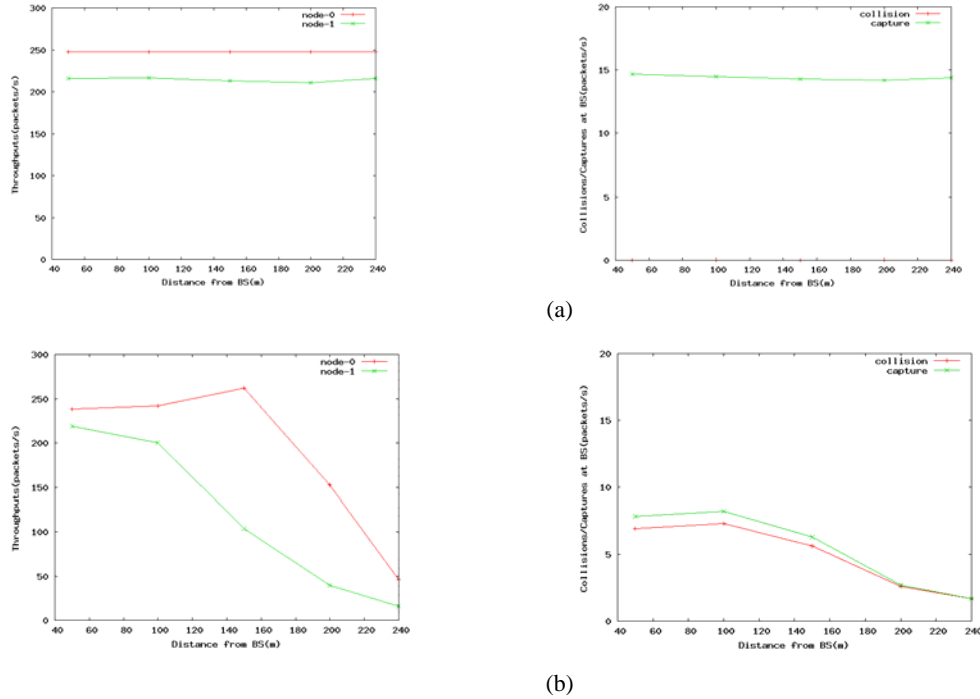 300
250
200
150
100
50
0
40 60 80 100 120 140 160 180 200 220 240
Throughputs(packets/s)
Distance from BS(m)
node-0
node-1
20
15
10
5
0
40 60 80 100 120 140 160 180 200 220 240
Collisions/Captures at BS(packets/s)
Distance from BS(m)
collision
capture
(a)
300
250
200
150
100
50
0
40 60 80 100 120 140 160 180 200 220 240
Throughputs(packets/s)
Distance from BS(m)
node-0
node-1
20
15
10
5
0
40 60 80 100 120 140 160 180 200 220 240
Collisions/Captures at BS(packets/s)
Distance from BS(m)
collision
capture
(b)